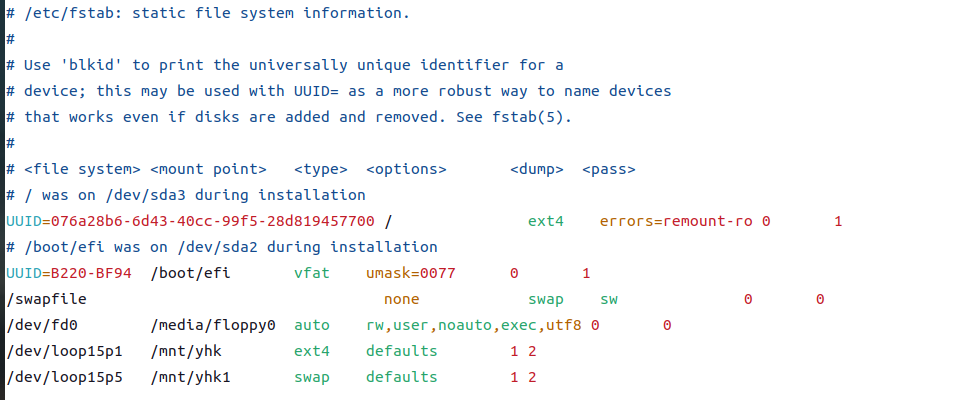 # /etc/fstab: static file system information.
#
# Use 'blkid' to print the universally unique identifier for a
# device; this may be used with UUID= as a more robust way to name devices
# that works even if disks are added and removed. See fstab(5).
#
# <file system> <mount point>   <type>  <options>       <dump>  <pass>
# / was on /dev/sda3 during installation
UUID=076a28b6-6d43-40cc-99f5-28d819457700 /               ext4    errors=remount-ro 0       1
# /boot/efi was on /dev/sda2 during installation
UUID=B220-BF94  /boot/efi       vfat    umask=0077      0       1
/swapfile                                 none            swap    sw              0       0
/dev/fd0        /media/floppy0  auto    rw,user,noauto,exec,utf8 0       0
/dev/loop15p1   /mnt/yhk        ext4    defaults        1 2
/dev/loop15p5   /mnt/yhk1       swap    defaults        1 2